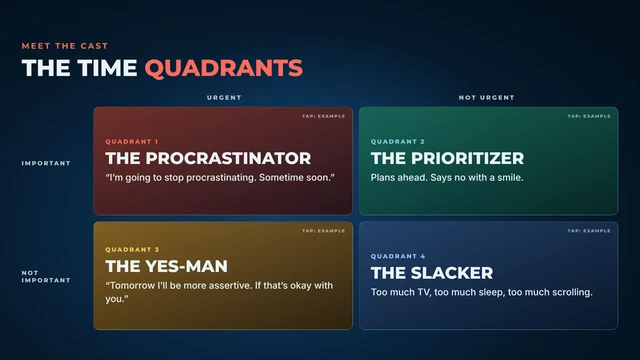 MEET THE CAST
THE TIME QUADRANTS
URGENT
NOT URGENT
IMPORTANT
TAP: EXAMPLE
QUADRANT 1
THE PROCRASTINATOR
“I’m going to stop procrastinating. Sometime soon.”
TAP: EXAMPLE
QUADRANT 2
THE PRIORITIZER
Plans ahead. Says no with a smile.
NOT
IMPORTANT
TAP: EXAMPLE
QUADRANT 3
THE YES-MAN
“Tomorrow I’ll be more assertive. If that’s okay with
you.”
TAP: EXAMPLE
QUADRANT 4
THE SLACKER
Too much TV, too much sleep, too much scrolling.